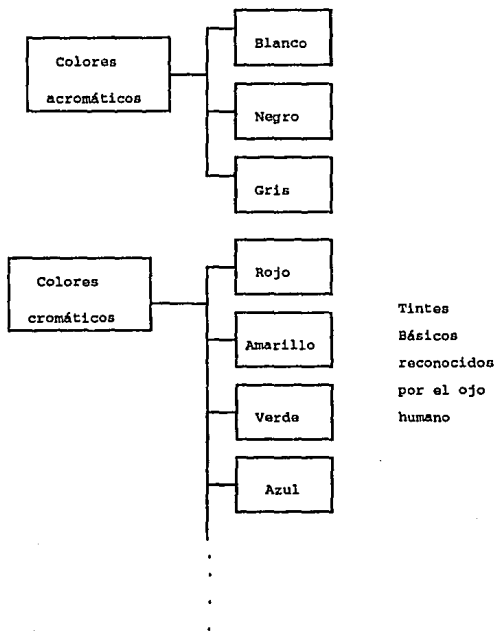 Colores
acromáticos
Blanco
Negro
Gris
Colores
cromáticos
Rojo
Amarillo
Verde
Azul
Tintes
Básicos
reconocidos
por el ojo
humano